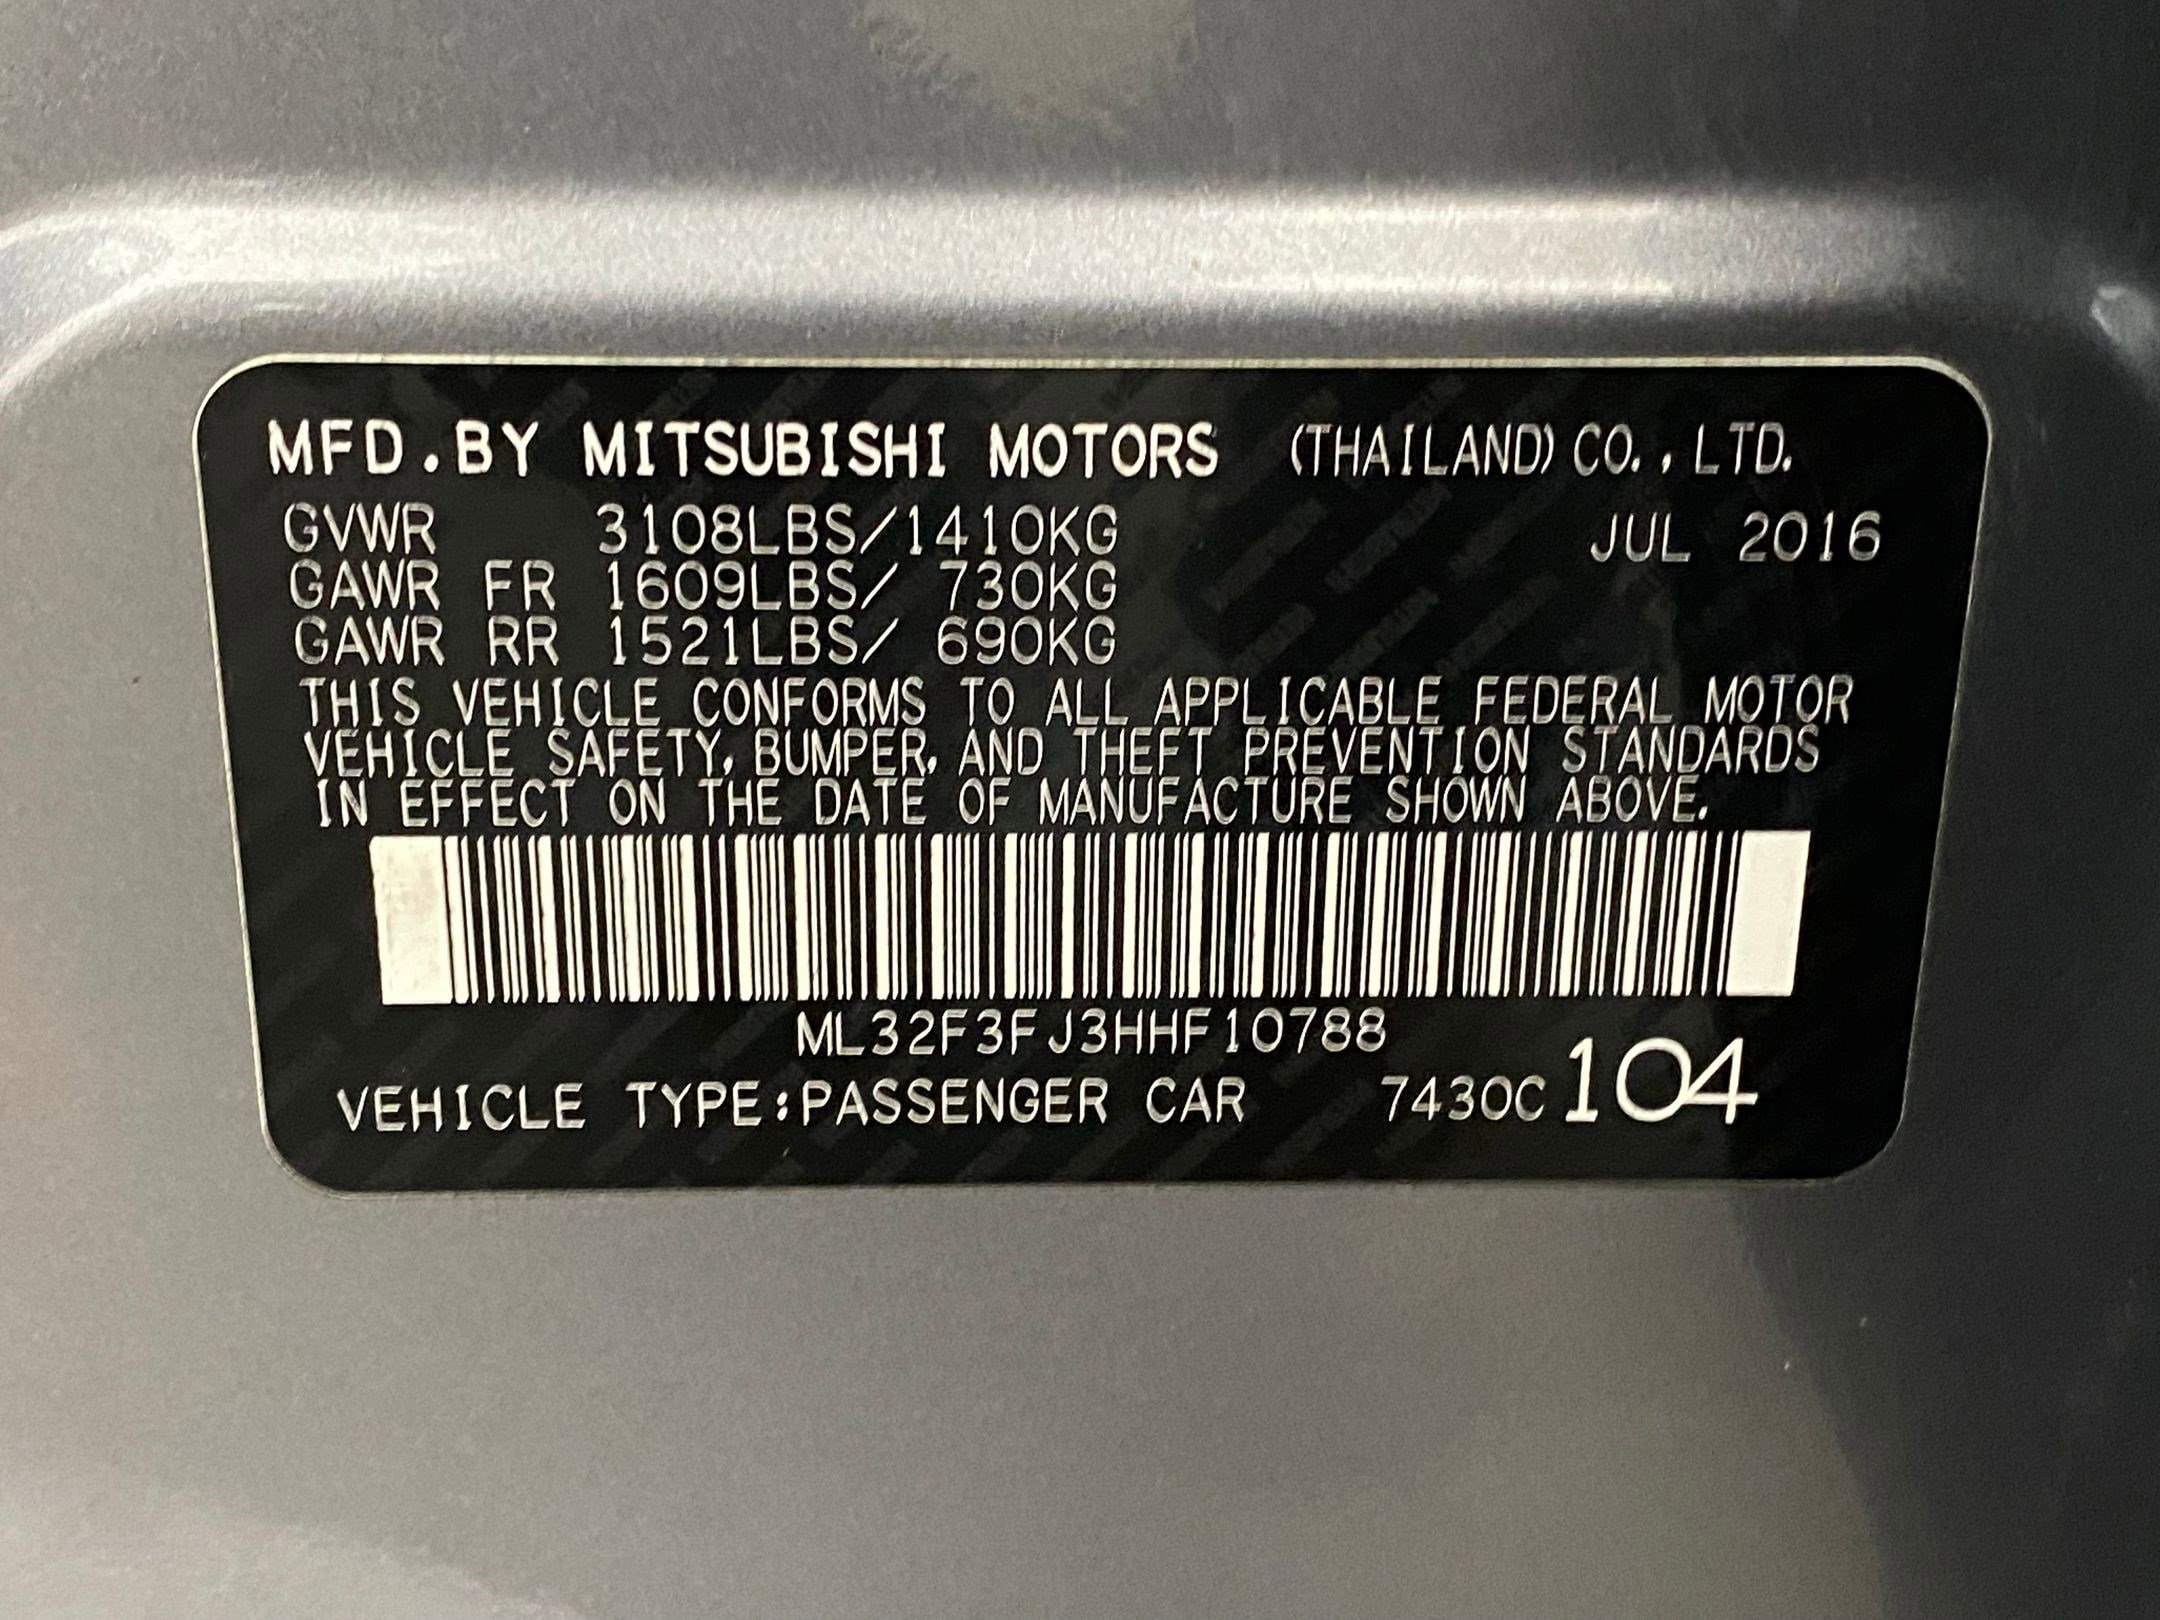 MFD.BY MITSUBISHI MOTORS (THAILAND) CO., LTD.
GVWR 3108LBS/1410KG JUL 2016
GAWR FR 1609LBS/ 730KG
GAWR RR 1521LBS/ 690KG
THIS VEHICLE CONFORMS TO ALL APPLICABLE FEDERAL MOTOR
VEHICLE SAFETY, BUMPER, AND THEFT PREVENTION STANDARDS
IN EFFECT ON THE DATE OF MANUFACTURE SHOWN ABOVE.
ML32F3FJ3HHF10788
VEHICLE TYPE:PASSENGER CAR 7430C 104